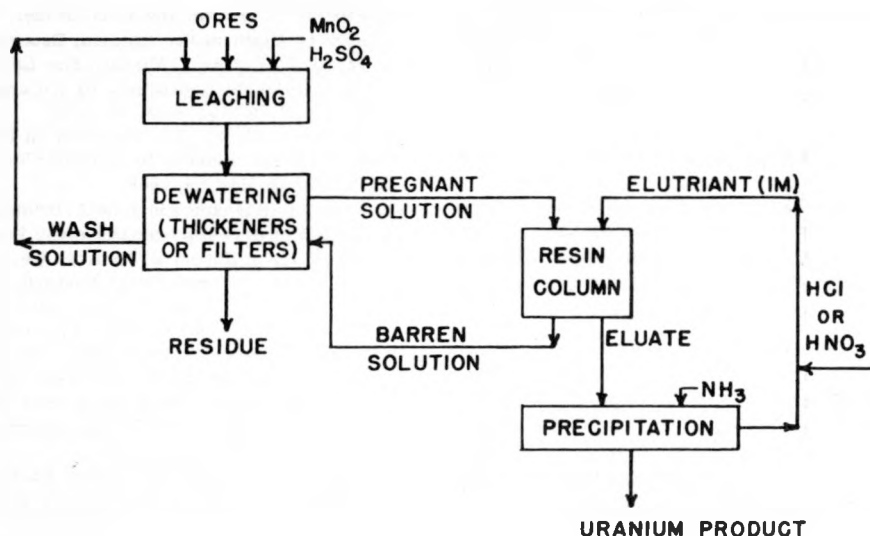 ORES
MnO2
H2SO4
LEACHING
DEWATERING
(THICKENERS
OR FILTERS)
WASH
SOLUTION
RESIDUE
PREGNANT
SOLUTION
BARREN
SOLUTION
ELUTRIANT (IM)
RESIN
COLUMN
HCl
OR
HNO3
ELUATE
NH3
PRECIPITATION
URANIUM PRODUCT